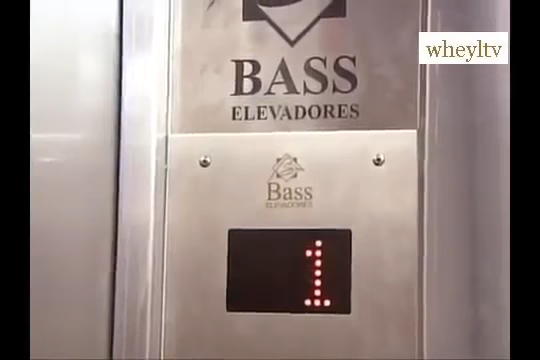 wheyltv
BASS
ELEVADORES
Bass
ELEVADORES
1